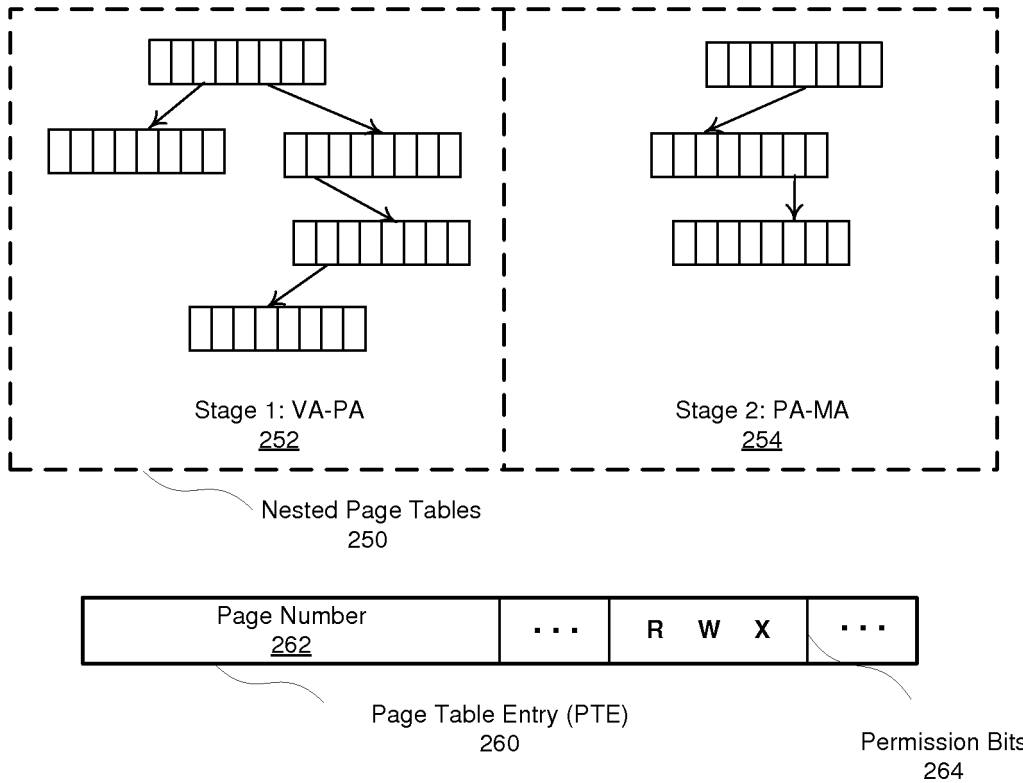 Stage 1: VA-PA
252
Stage 2: PA-MA
254
Nested Page Tables
250
Page Number
262
... R W X ...
Page Table Entry (PTE)
260
Permission Bits
264